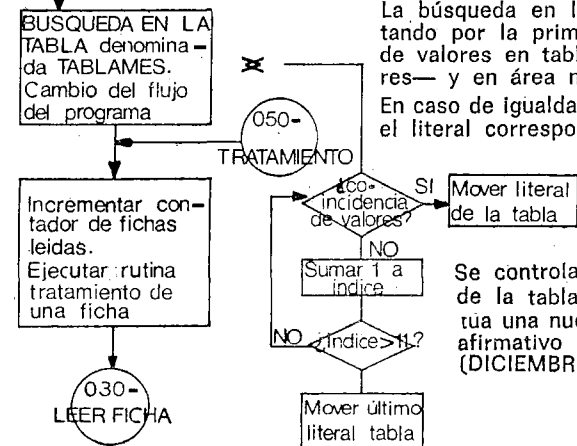 BUSQUEDA EN LA
TABLA denomina-
da TABLAMES.
Cambio del flujo
del programa
050-
TRATAMIENTO
Incrementar con-
tador de fichas
leidas.
Ejecutar rutina
tratamiento de
una ficha
030-
LEER FICHA
La búsqueda en l
tando por la prim
de valores en tabl
res— y en área n
En caso de igualda
el literal correspo
¿co-
incidencia
de valores?
SI
Mover literal
de la tabla
NO
Sumar 1 a
índice
NO
¿índice>11?
Mover último
literal tabla
Se controla
de la tabla
túa una nue
afirmativo
(DICIEMBR